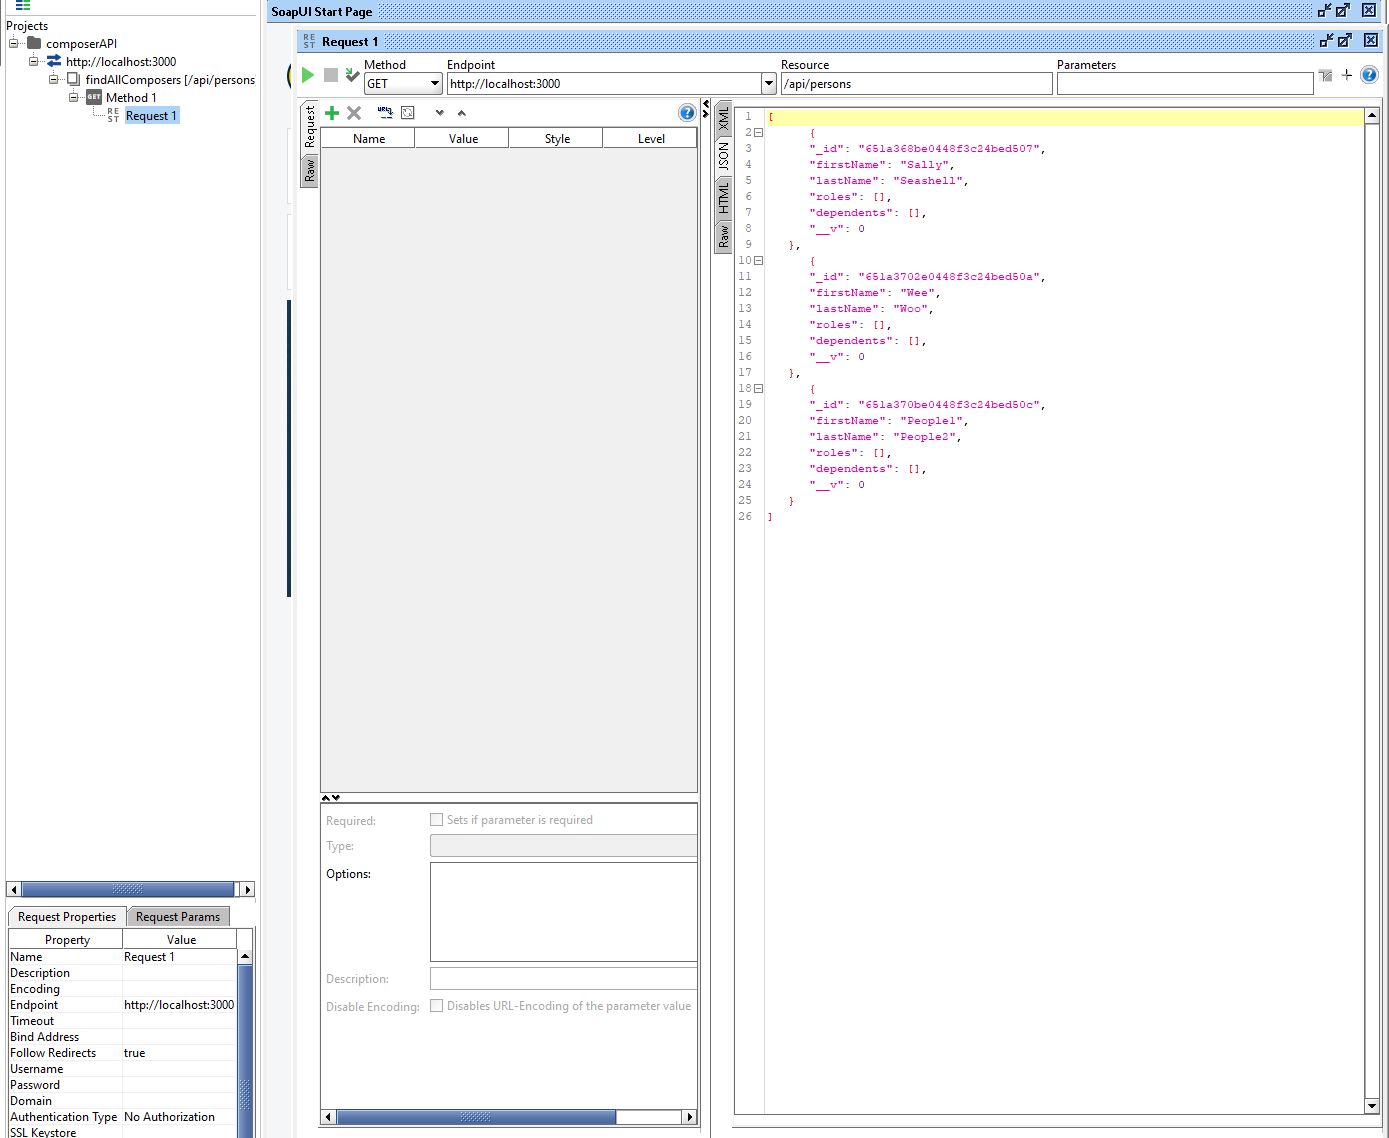 SoapUI Start Page
Projects
composerAPI
http://localhost:3000
findAllComposers [/api/persons
GET Method 1
REST Request 1
REST Request 1
Method Endpoint Resource Parameters
GET http://localhost:3000 /api/persons
Request
Raw
Name Value Style Level
Required: Sets if parameter is required
Type:
Options:
Description:
Disable Encoding: Disables URL-Encoding of the parameter value
XML
JSON
HTML
Raw
1 [
2 {
3 "_id": "651a368be0448f3c24bed507",
4 "firstName": "Sally",
5 "lastName": "Seashell",
6 "roles": [],
7 "dependents": [],
8 "__v": 0
9 },
10 {
11 "_id": "651a3702e0448f3c24bed50a",
12 "firstName": "Wee",
13 "lastName": "Woo",
14 "roles": [],
15 "dependents": [],
16 "__v": 0
17 },
18 {
19 "_id": "651a370be0448f3c24bed50c",
20 "firstName": "People1",
21 "lastName": "People2",
22 "roles": [],
23 "dependents": [],
24 "__v": 0
25 }
26 ]
Request Properties Request Params
Property Value
Name Request 1
Description
Encoding
Endpoint http://localhost:3000
Timeout
Bind Address
Follow Redirects true
Username
Password
Domain
Authentication Type No Authorization
SSL Keystore